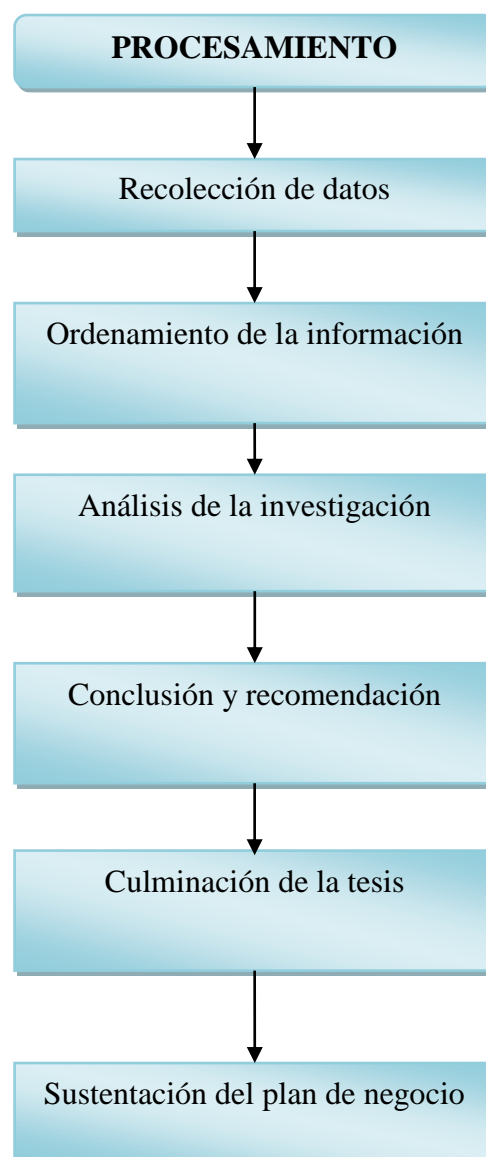 PROCESAMIENTO
Recolección de datos
Ordenamiento de la información
Análisis de la investigación
Conclusión y recomendación
Culminación de la tesis
Sustentación del plan de negocio